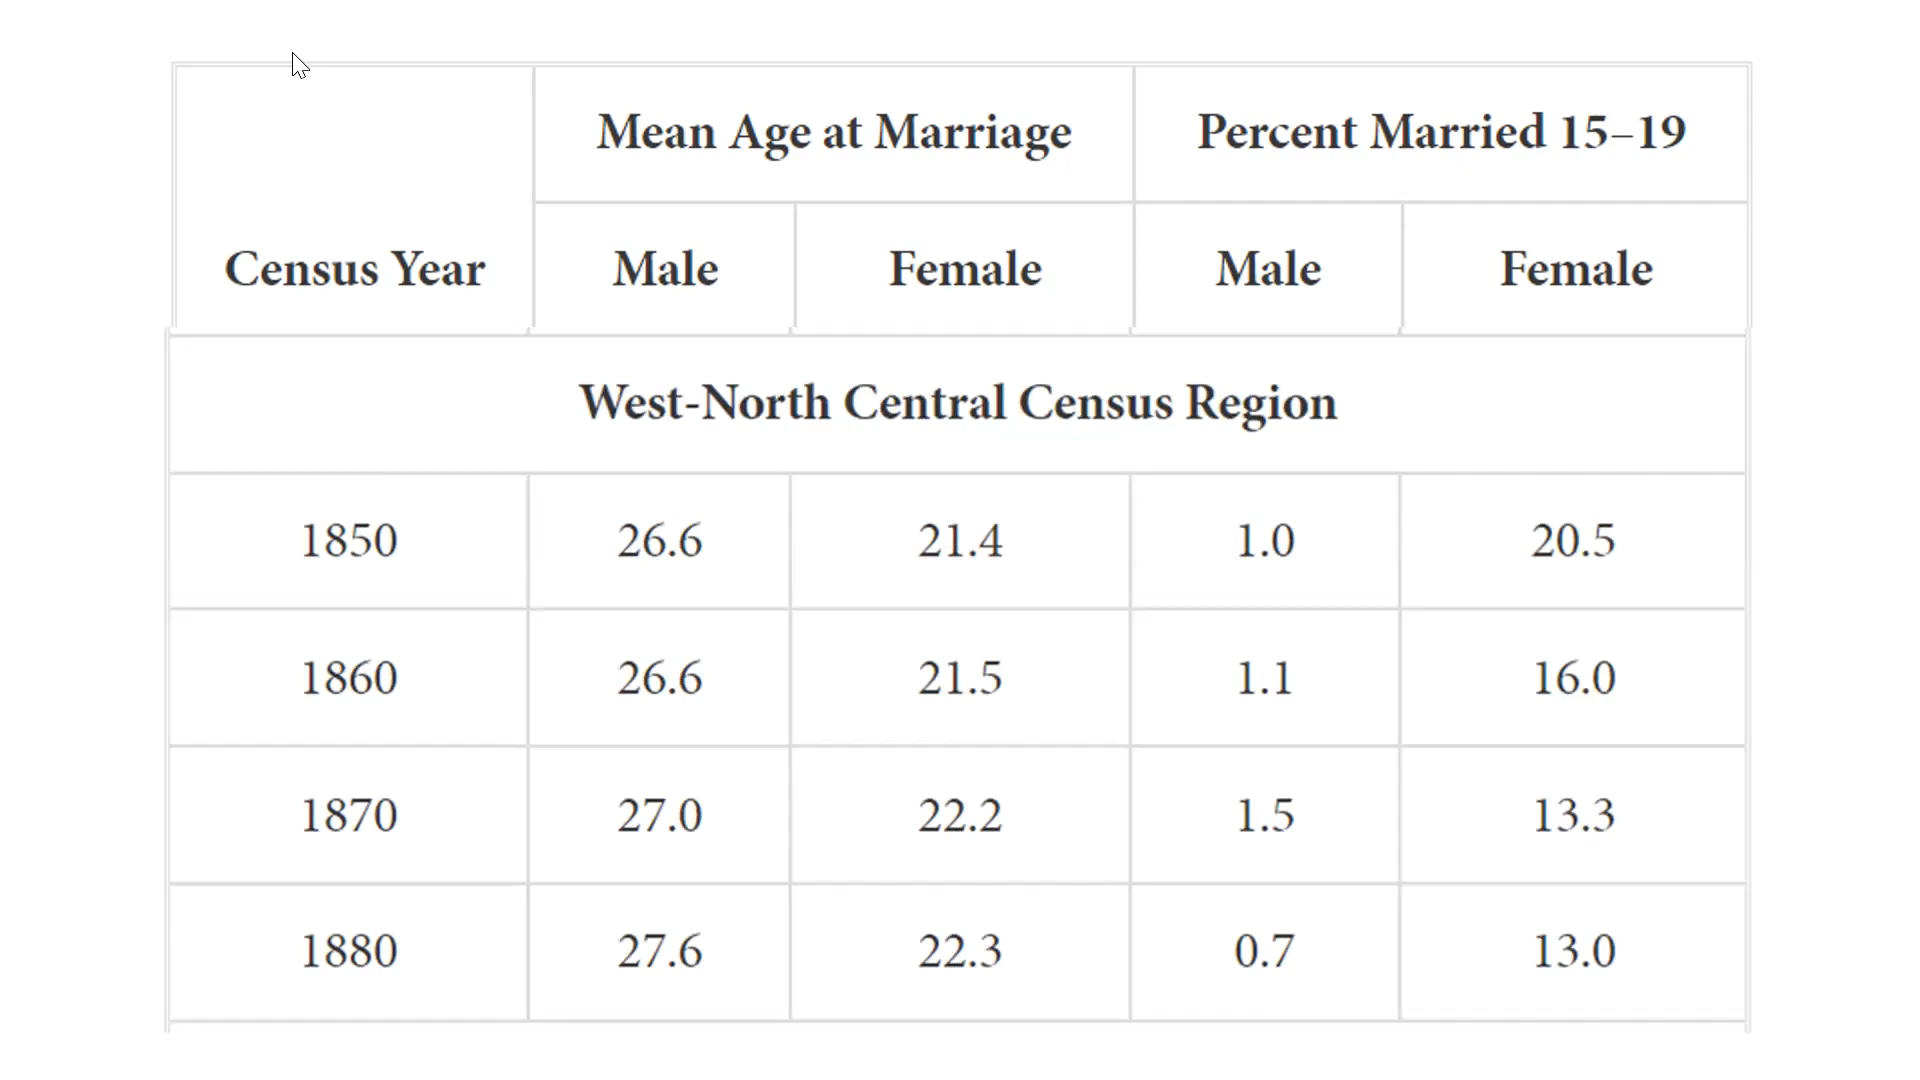 Mean Age at Marriage Percent Married 15–19
Census Year Male Female Male Female
West-North Central Census Region
1850 26.6 21.4 1.0 20.5
1860 26.6 21.5 1.1 16.0
1870 27.0 22.2 1.5 13.3
1880 27.6 22.3 0.7 13.0